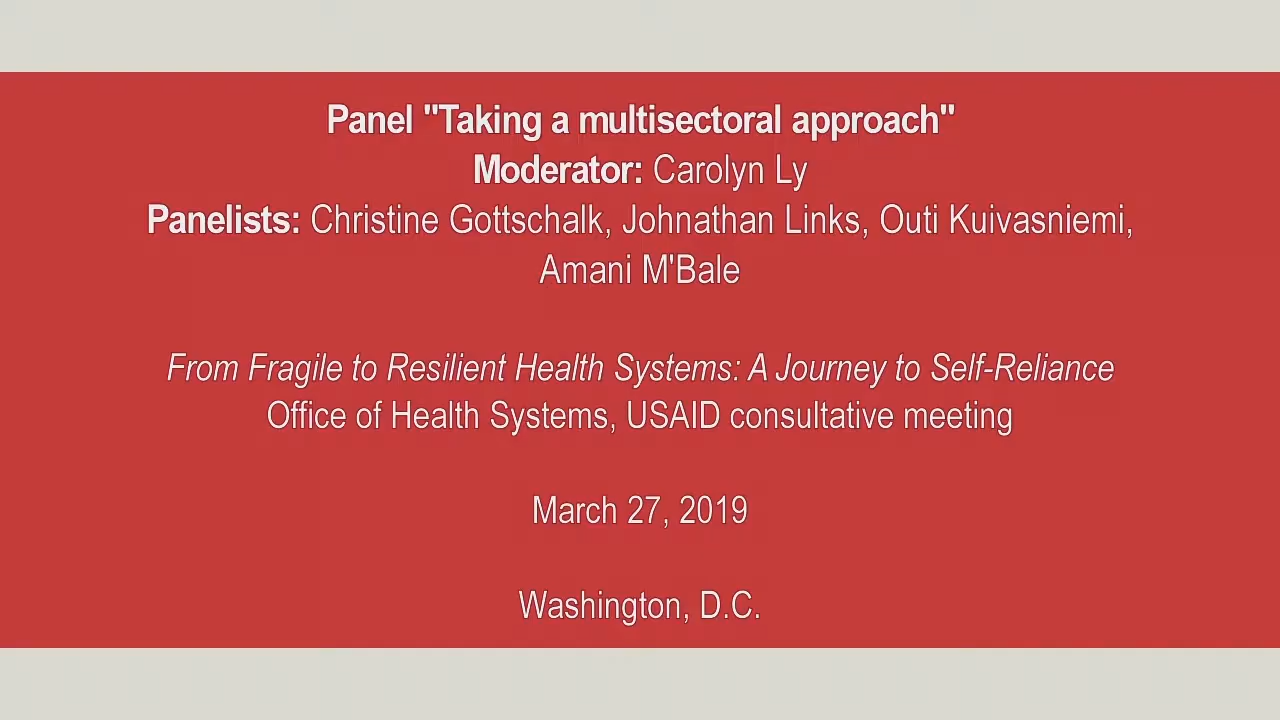 Panel "Taking a multisectoral approach"
Moderator: Carolyn Ly
Panelists: Christine Gottschalk, Johnathan Links, Outi Kuivasniemi,
Amani M'Bale
From Fragile to Resilient Health Systems: A Journey to Self-Reliance
Office of Health Systems, USAID consultative meeting
March 27, 2019
Washington, D.C.